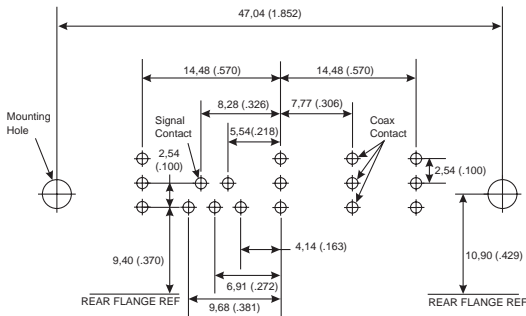 47,04 (1.852)
14,48 (.570)
14,48 (.570)
8,28 (.326)
7,77 (.306)
Mounting
Hole
Signal
Contact
Coax
Contact
5,54(.218)
2,54
(.100)
2,54 (.100)
4,14 (.163)
9,40 (.370)
10,90 (.429)
6,91 (.272)
REAR FLANGE REF
REAR FLANGE REF
9,68 (.381)